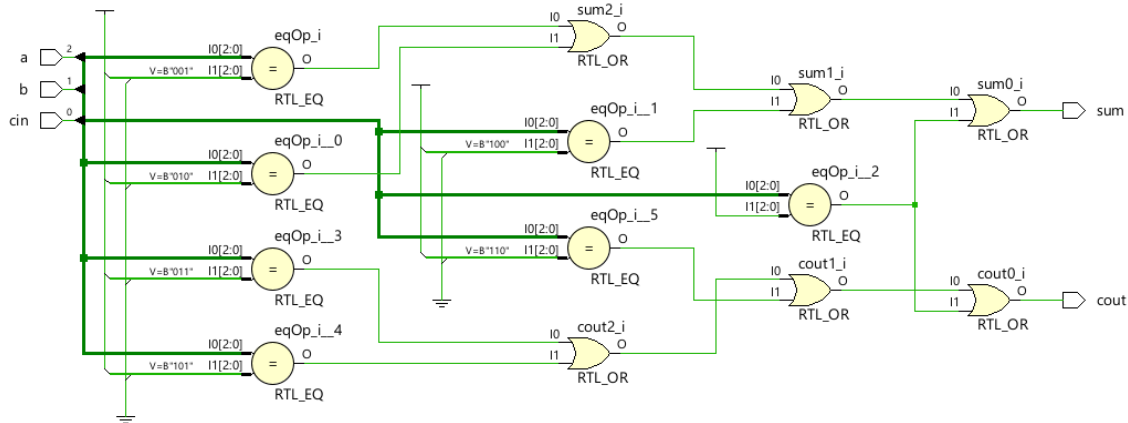 sum2_i
I0
O
I1
RTL_OR
eqOp_i
I0[2:0]
V=B"001" I1[2:0]
O
=
RTL_EQ
a 2
b 1
cin 0
sum1_i
I0
O
I1
RTL_OR
sum0_i
I0
O
I1
RTL_OR
sum
eqOp_i__1
I0[2:0]
V=B"100" I1[2:0]
O
=
RTL_EQ
eqOp_i__0
I0[2:0]
V=B"010" I1[2:0]
O
=
RTL_EQ
eqOp_i__2
I0[2:0]
I1[2:0]
O
=
RTL_EQ
eqOp_i__5
I0[2:0]
V=B"110" I1[2:0]
O
=
RTL_EQ
eqOp_i__3
I0[2:0]
V=B"011" I1[2:0]
O
=
RTL_EQ
cout1_i
I0
O
I1
RTL_OR
cout0_i
I0
O
I1
RTL_OR
cout
eqOp_i__4
I0[2:0]
V=B"101" I1[2:0]
O
=
RTL_EQ
cout2_i
I0
O
I1
RTL_OR